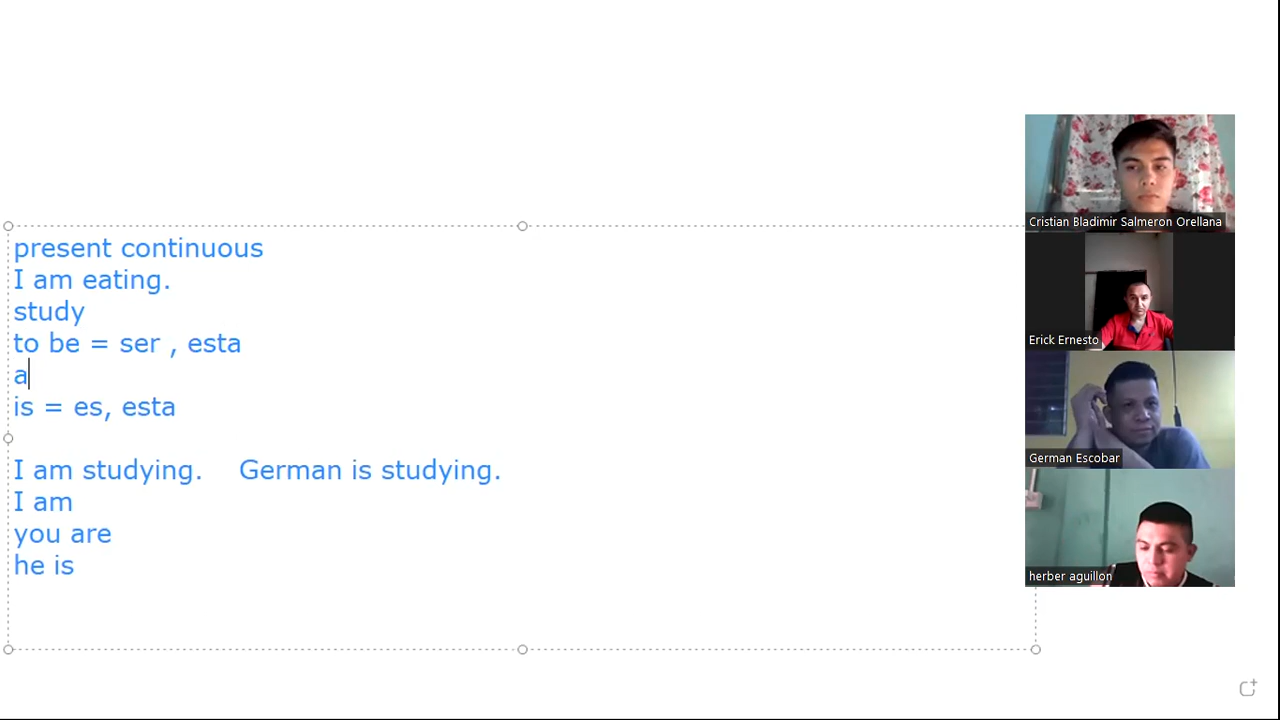 present continuous
I am eating.
study
to be = ser , esta
a
is = es, esta
I am studying. German is studying.
I am
you are
he is
Cristian Bladimir Salmeron Orellana
Erick Ernesto
German Escobar
herber aguillon